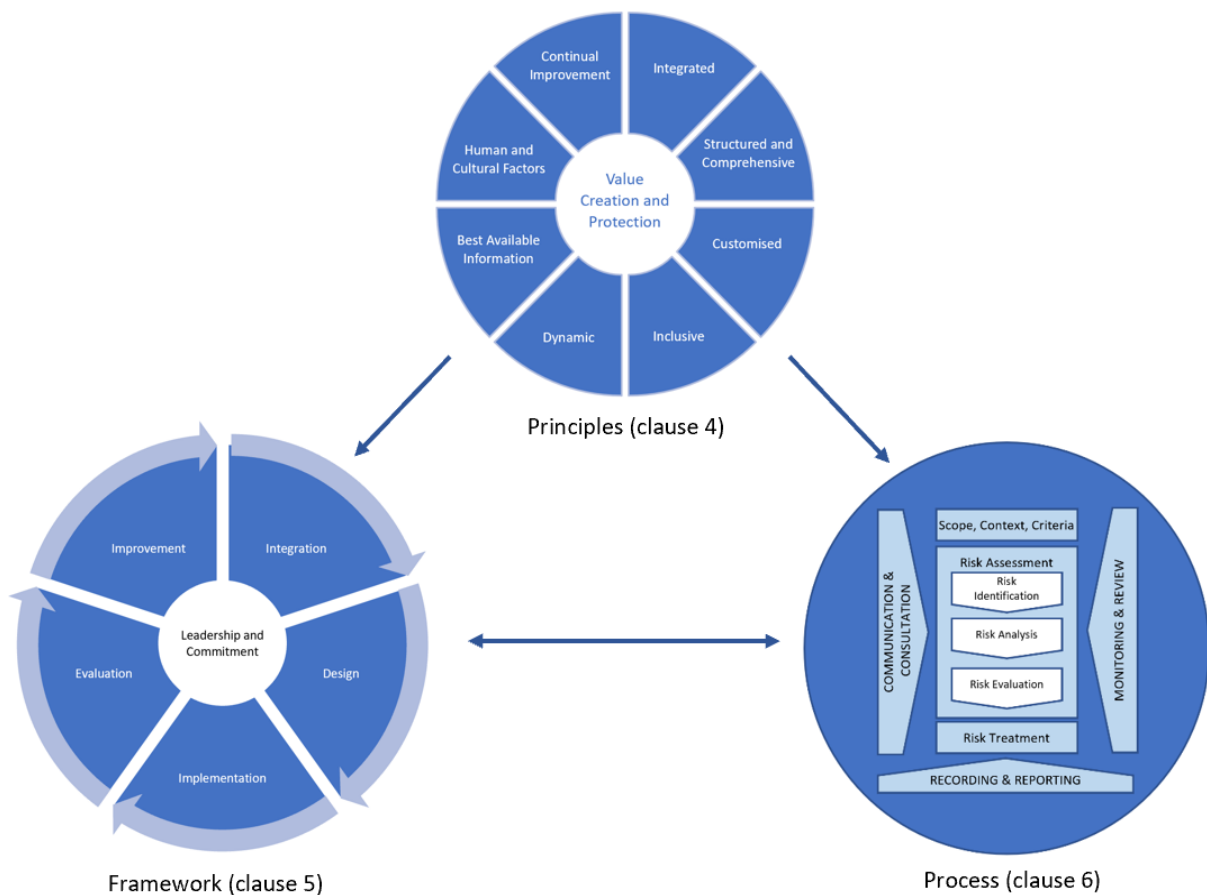 Continual
Improvement
Integrated
Human and
Cultural Factors
Structured and
Comprehensive
Value
Creation and
Protection
Best Available
Information
Customised
Dynamic
Inclusive
Principles (clause 4)
Improvement
Integration
Leadership and
Commitment
Evaluation
Design
Implementation
Framework (clause 5)
Scope, Context, Criteria
Risk Assessment
Risk
Identification
Risk Analysis
Risk Evaluation
Risk Treatment
COMMUNICATION &
CONSULTATION
MONITORING & REVIEW
RECORDING & REPORTING
Process (clause 6)